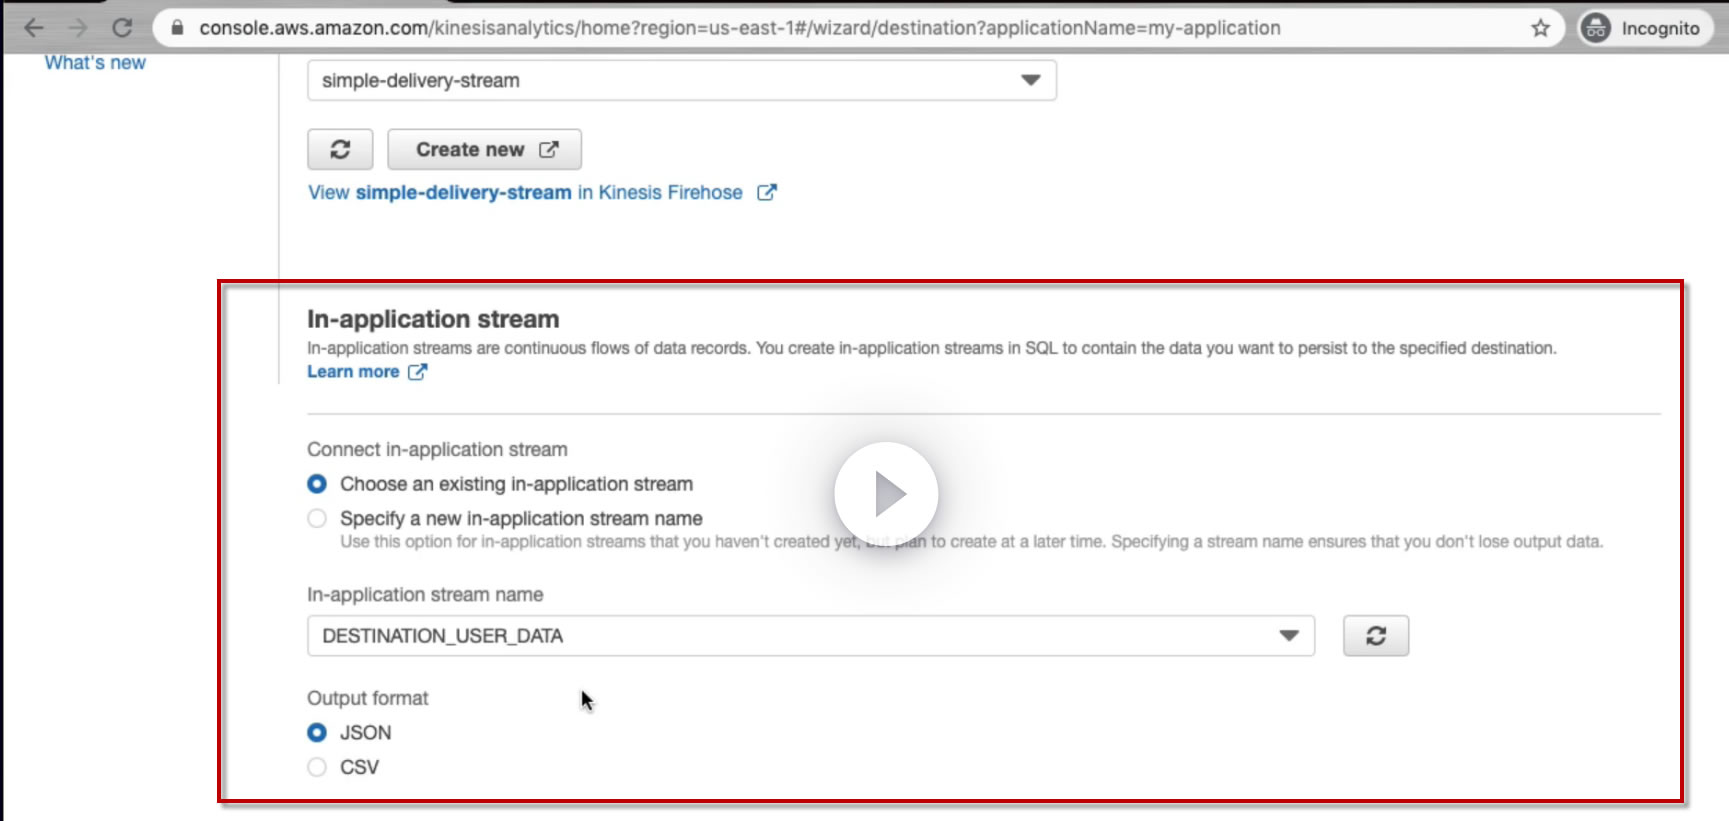 console.aws.amazon.com/kinesisanalytics/home?region=us-east-1#/wizard/destination?applicationName=my-application
Incognito
What's new
simple-delivery-stream
Create new
View simple-delivery-stream in Kinesis Firehose
In-application stream
In-application streams are continuous flows of data records. You create in-application streams in SQL to contain the data you want to persist to the specified destination.
Learn more
Connect in-application stream
Choose an existing in-application stream
Specify a new in-application stream name
Use this option for in-application streams that you haven't created yet, but plan to create at a later time. Specifying a stream name ensures that you don't lose output data.
In-application stream name
DESTINATION_USER_DATA
Output format
JSON
CSV